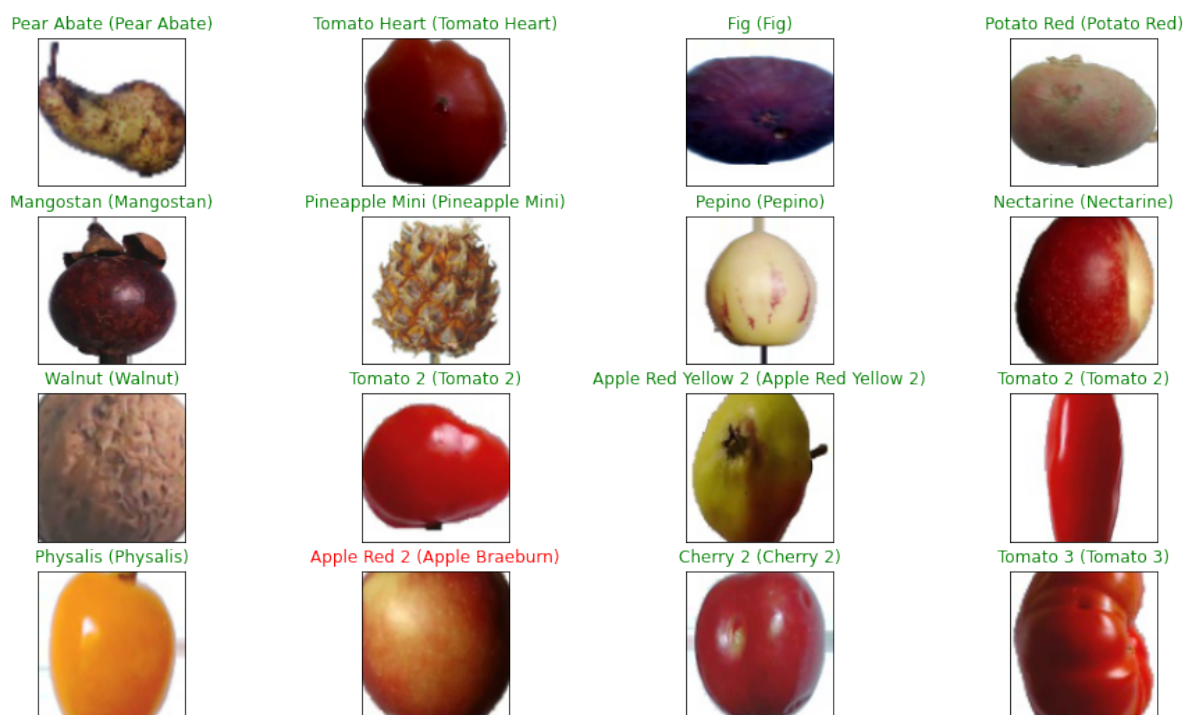 Pear Abate (Pear Abate)
Tomato Heart (Tomato Heart)
Fig (Fig)
Potato Red (Potato Red)
Mangostan (Mangostan)
Pineapple Mini (Pineapple Mini)
Pepino (Pepino)
Nectarine (Nectarine)
Walnut (Walnut)
Tomato 2 (Tomato 2)
Apple Red Yellow 2 (Apple Red Yellow 2)
Tomato 2 (Tomato 2)
Physalis (Physalis)
Apple Red 2 (Apple Braeburn)
Cherry 2 (Cherry 2)
Tomato 3 (Tomato 3)